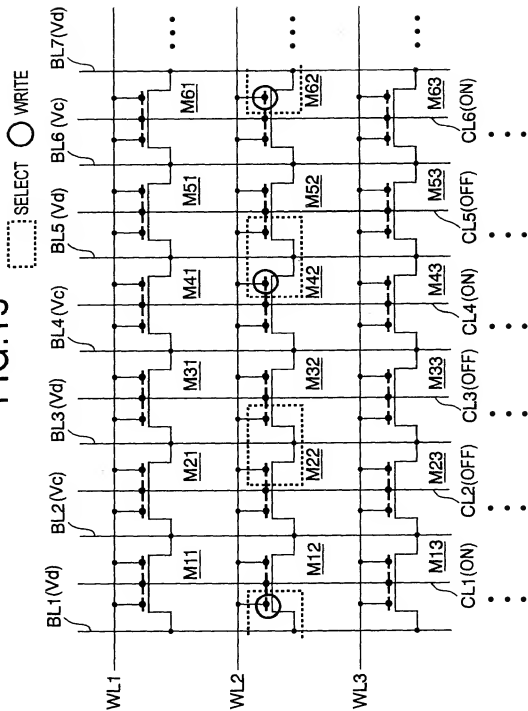 FIG.15
SELECT WRITE
BL1(Vd) BL2(Vc) BL3(Vd) BL4(Vc) BL5(Vd) BL6(Vc) BL7(Vd)
WL1
M11 M21 M31 M41 M51 M61
WL2
M12 M22 M32 M42 M52 M62
WL3
M13 M23 M33 M43 M53 M63
CL1(ON) CL2(OFF) CL3(OFF) CL4(ON) CL5(OFF) CL6(ON)